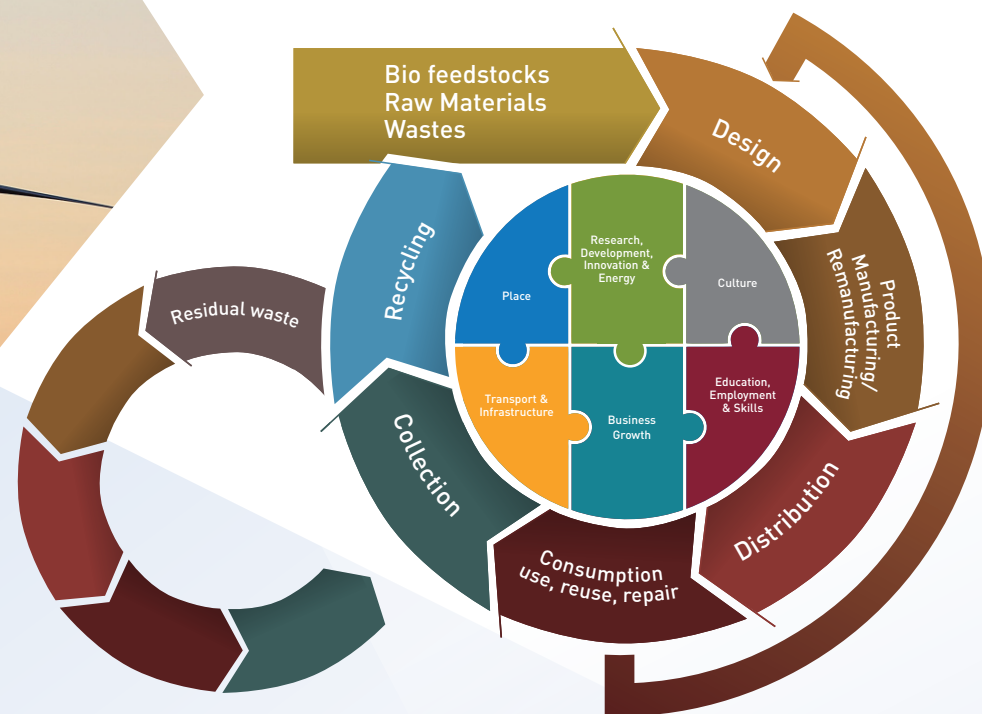 Bio feedstocks
Raw Materials
Wastes
Design
Product
Manufacturing/
Remanufacturing
Distribution
Consumption
use, reuse, repair
Collection
Recycling
Residual waste
Place
Research,
Development,
Innovation &
Energy
Culture
Transport &
Infrastructure
Business
Growth
Education,
Employment
& Skills